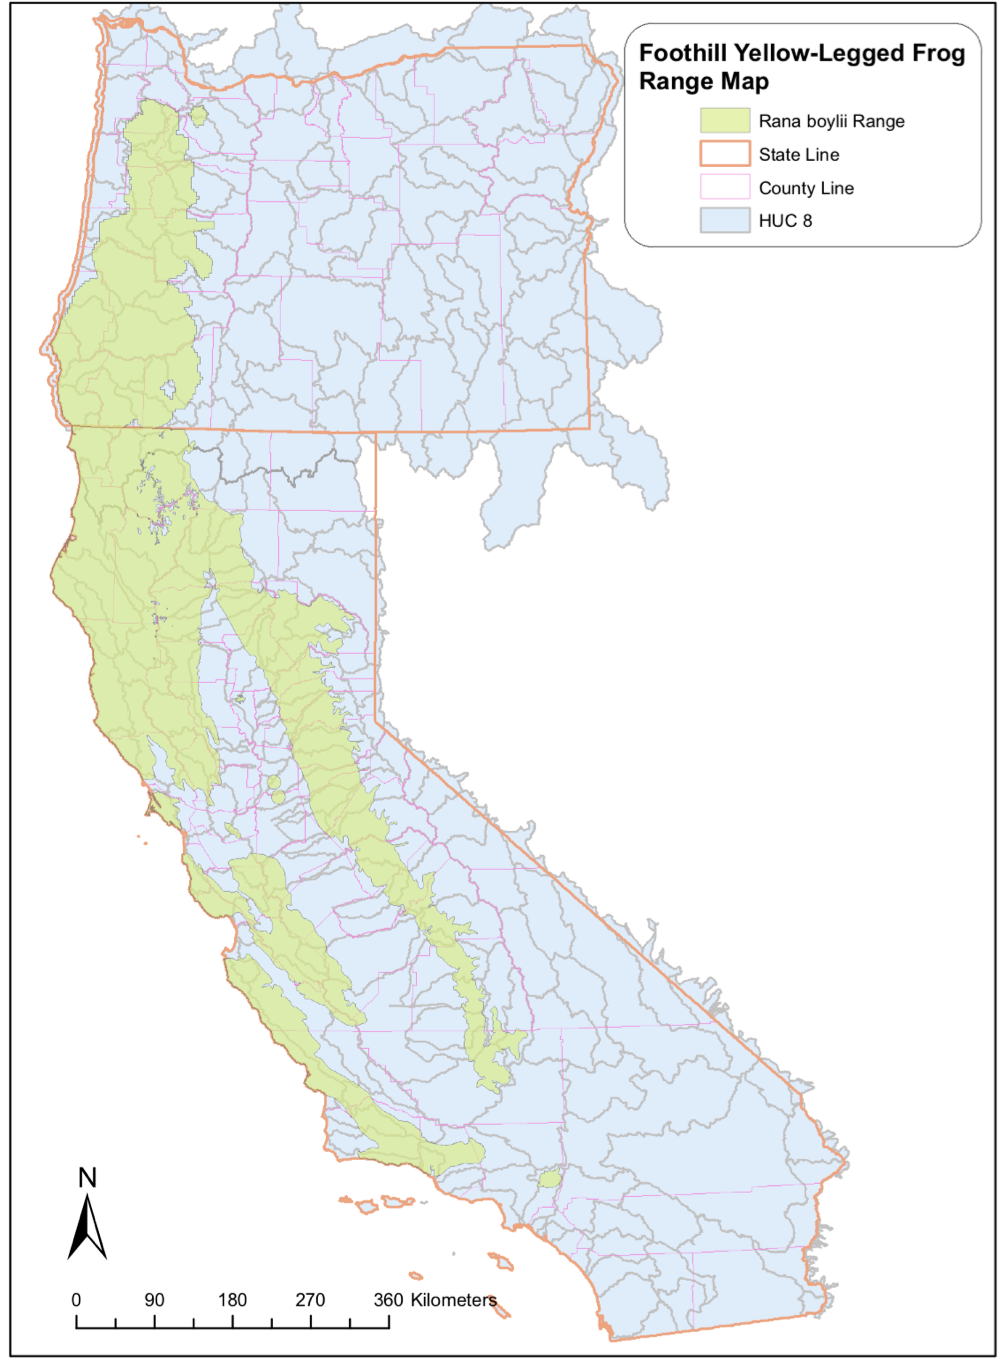 Foothill Yellow-Legged Frog
Range Map
Rana boylii Range
State Line
County Line
HUC 8
N
0 90 180 270 360 Kilometers